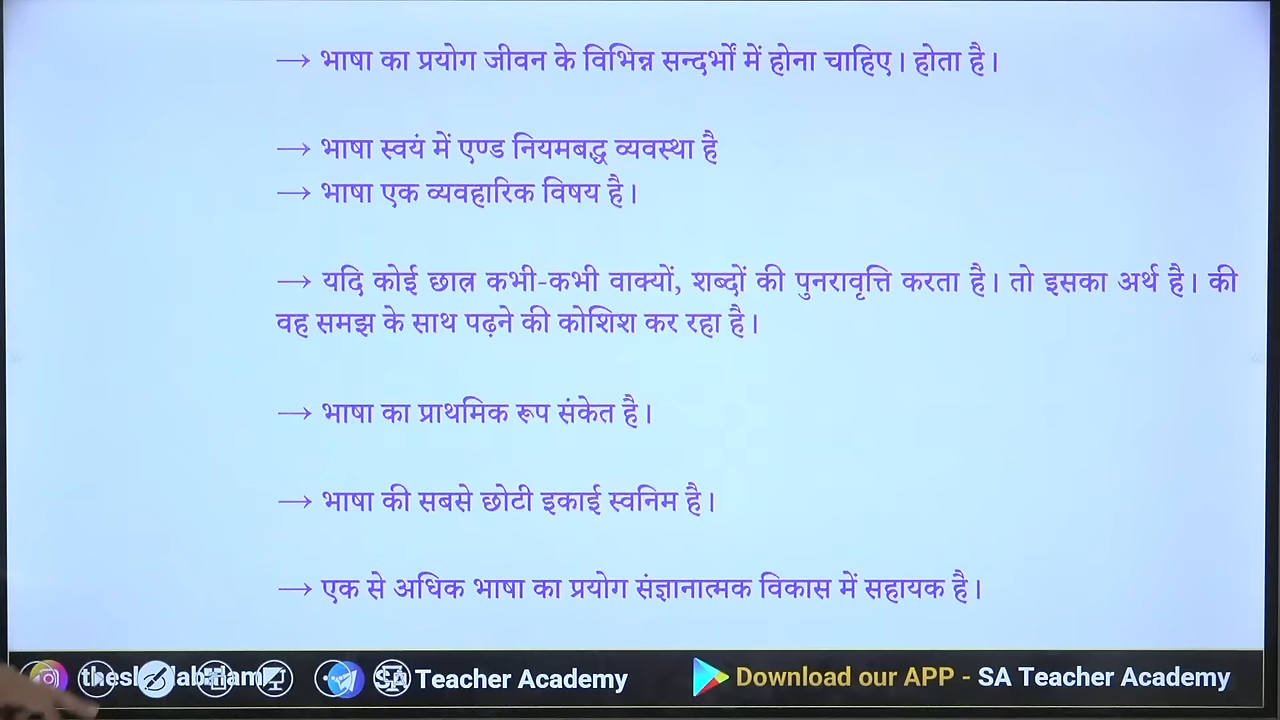 → भाषा का प्रयोग जीवन के विभिन्न सन्दर्भों में होना चाहिए। होता है।
→ भाषा स्वयं में एण्ड नियमबद्ध व्यवस्था है
→ भाषा एक व्यवहारिक विषय है।
→ यदि कोई छात्र कभी-कभी वाक्यों, शब्दों की पुनरावृत्ति करता है। तो इसका अर्थ है। की
वह समझ के साथ पढ़ने की कोशिश कर रहा है।
→ भाषा का प्राथमिक रूप संकेत है।
→ भाषा की सबसे छोटी इकाई स्वनिम है।
→ एक से अधिक भाषा का प्रयोग संज्ञानात्मक विकास में सहायक है।
SA Teacher Academy
Download our APP - SA Teacher Academy